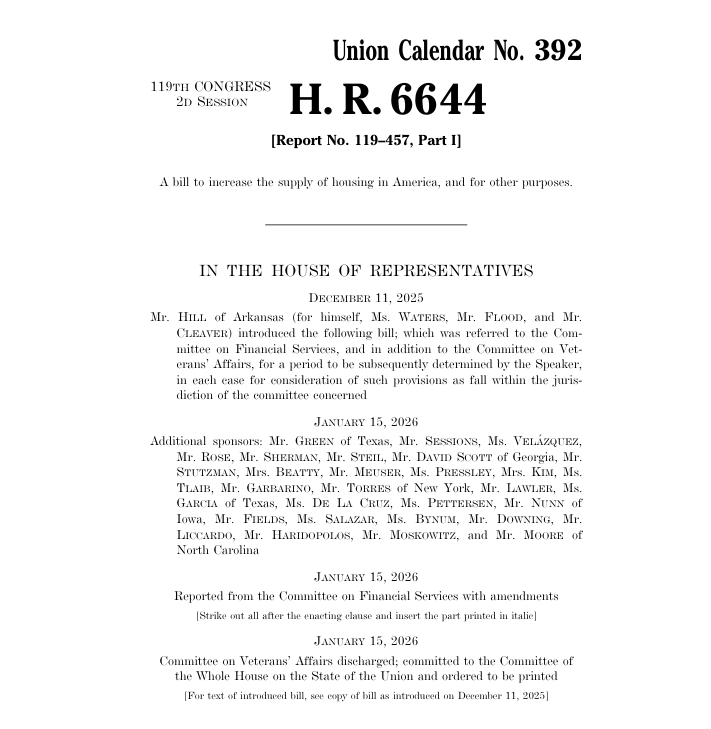 Union Calendar No. 392
119TH CONGRESS
2D SESSION
H. R. 6644
[Report No. 119–457, Part I]
A bill to increase the supply of housing in America, and for other purposes.
IN THE HOUSE OF REPRESENTATIVES
DECEMBER 11, 2025
Mr. HILL of Arkansas (for himself, Ms. WATERS, Mr. FLOOD, and Mr.
CLEAVER) introduced the following bill; which was referred to the Com-
mittee on Financial Services, and in addition to the Committee on Vet-
erans' Affairs, for a period to be subsequently determined by the Speaker,
in each case for consideration of such provisions as fall within the juris-
diction of the committee concerned
JANUARY 15, 2026
Additional sponsors: Mr. GREEN of Texas, Mr. SESSIONS, Ms. VELÁZQUEZ,
Mr. ROSE, Mr. SHERMAN, Mr. STEIL, Mr. DAVID SCOTT of Georgia, Mr.
STUTZMAN, Mrs. BEATTY, Mr. MEUSER, Ms. PRESSLEY, Mrs. KIM, Ms.
TLAIB, Mr. GARBARINO, Mr. TORRES of New York, Mr. LAWLER, Ms.
GARCIA of Texas, Ms. DE LA CRUZ, Ms. PETTERSEN, Mr. NUNN of
Iowa, Mr. FIELDS, Ms. SALAZAR, Ms. BYNUM, Mr. DOWNING, Mr.
LICCARDO, Mr. HARIDOPOLOS, Mr. MOSKOWITZ, and Mr. MOORE of
North Carolina
JANUARY 15, 2026
Reported from the Committee on Financial Services with amendments
[Strike out all after the enacting clause and insert the part printed in italic]
JANUARY 15, 2026
Committee on Veterans' Affairs discharged; committed to the Committee of
the Whole House on the State of the Union and ordered to be printed
[For text of introduced bill, see copy of bill as introduced on December 11, 2025]